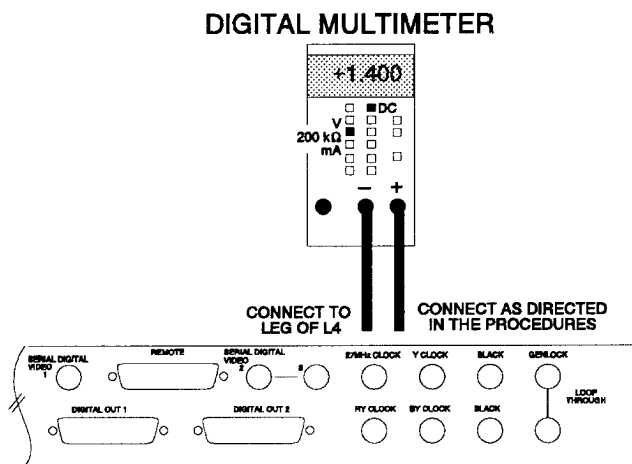 DIGITAL MULTIMETER
+1.400
DC
V
200 kΩ
mA
− +
CONNECT TO
LEG OF L4
CONNECT AS DIRECTED
IN THE PROCEDURES
SERIAL DIGITAL
VIDEO
1
REMOTE
SERIAL DIGITAL
VIDEO
2
3
27MHz CLOCK
Y CLOCK
BLACK
GENLOCK
LOOP
THROUGH
DIGITAL OUT 1
DIGITAL OUT 2
RY CLOCK
BY CLOCK
BLACK